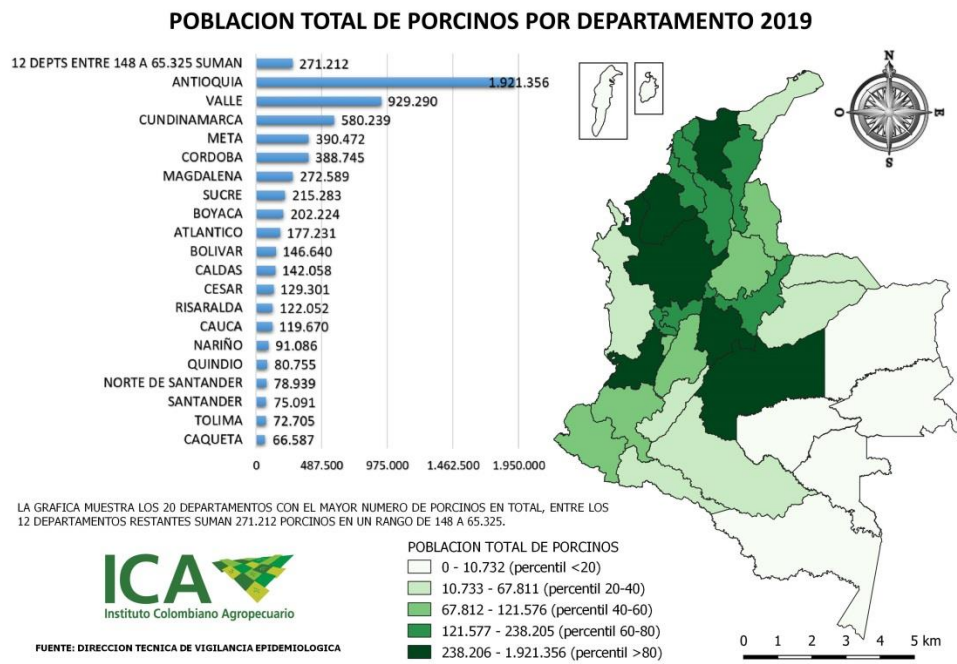 POBLACION TOTAL DE PORCINOS POR DEPARTAMENTO 2019
12 DEPTS ENTRE 148 A 65.325 SUMAN 271.212
ANTIOQUIA 1.921.356
VALLE 929.290
CUNDINAMARCA 580.239
META 390.472
CORDOBA 388.745
MAGDALENA 272.589
SUCRE 215.283
BOYACA 202.224
ATLANTICO 177.231
BOLIVAR 146.640
CALDAS 142.058
CESAR 129.301
RISARALDA 122.052
CAUCA 119.670
NARIÑO 91.086
QUINDIO 80.755
NORTE DE SANTANDER 78.939
SANTANDER 75.091
TOLIMA 72.705
CAQUETA 66.587
0 487.500 975.000 1.462.500 1.950.000
N
O E
S
LA GRAFICA MUESTRA LOS 20 DEPARTAMENTOS CON EL MAYOR NUMERO DE PORCINOS EN TOTAL, ENTRE LOS
12 DEPARTAMENTOS RESTANTES SUMAN 271.212 PORCINOS EN UN RANGO DE 148 A 65.325.
ICA
Instituto Colombiano Agropecuario
FUENTE: DIRECCION TECNICA DE VIGILANCIA EPIDEMIOLOGICA
POBLACION TOTAL DE PORCINOS
0 - 10.732 (percentil <20)
10.733 - 67.811 (percentil 20-40)
67.812 - 121.576 (percentil 40-60)
121.577 - 238.205 (percentil 60-80)
238.206 - 1.921.356 (percentil >80)
0 1 2 3 4 5 km